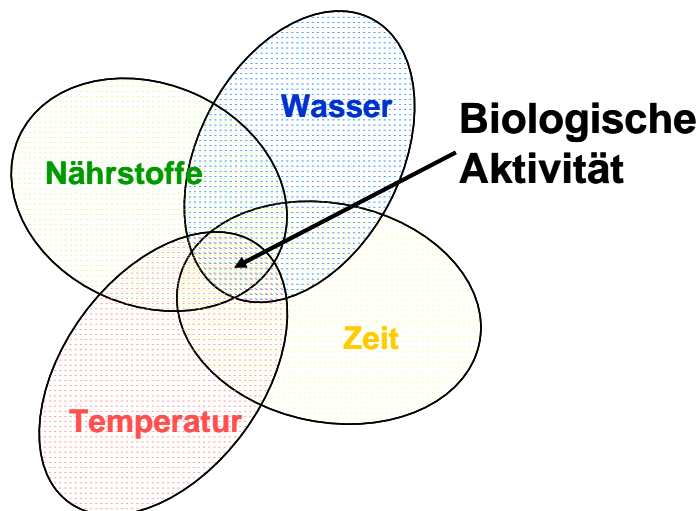 Wasser
Biologische
Aktivität
Nährstoffe
Zeit
Temperatur